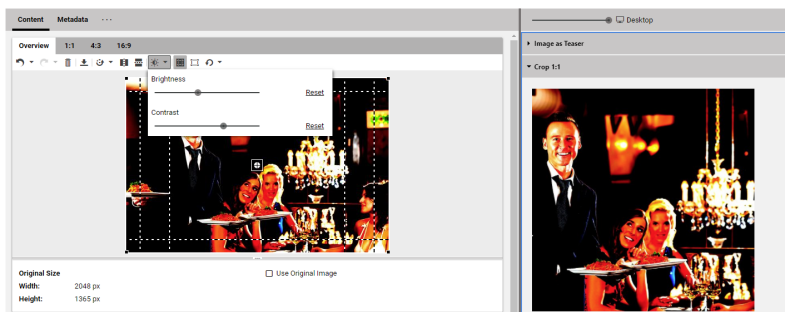 Content Metadata ...
Desktop
Overview 1:1 4:3 16:9
Image as Teaser
Crop 1:1
Brightness
Reset
Contrast
Reset
Original Size
Use Original Image
Width: 2048 px
Height: 1365 px